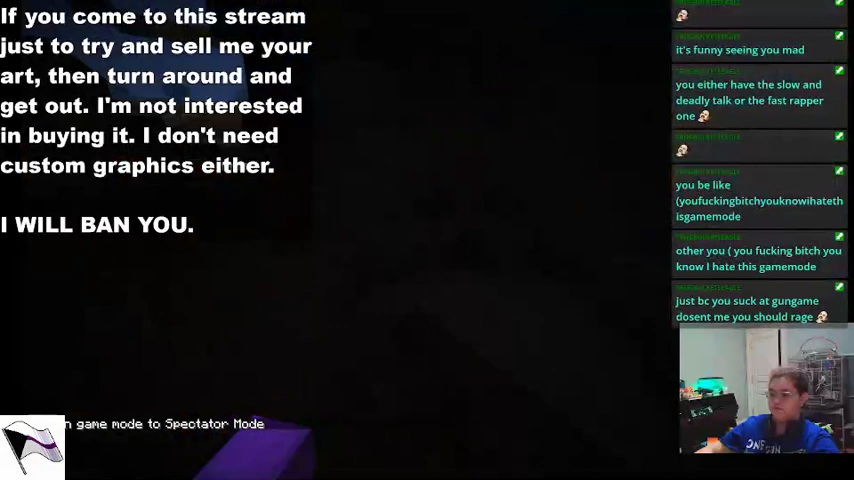 If you come to this stream
just to try and sell me your
art, then turn around and
get out. I'm not interested
in buying it. I don't need
custom graphics either.
I WILL BAN YOU.
it's funny seeing you mad
you either have the slow and
deadly talk or the fast rapper
one
you be like
(youfuckingbitchyouknowihateth
isgamemode
other you ( you fucking bitch you
know I hate this gamemode
just bc you suck at gungame
dosent me you should rage
game mode to Spectator Mode